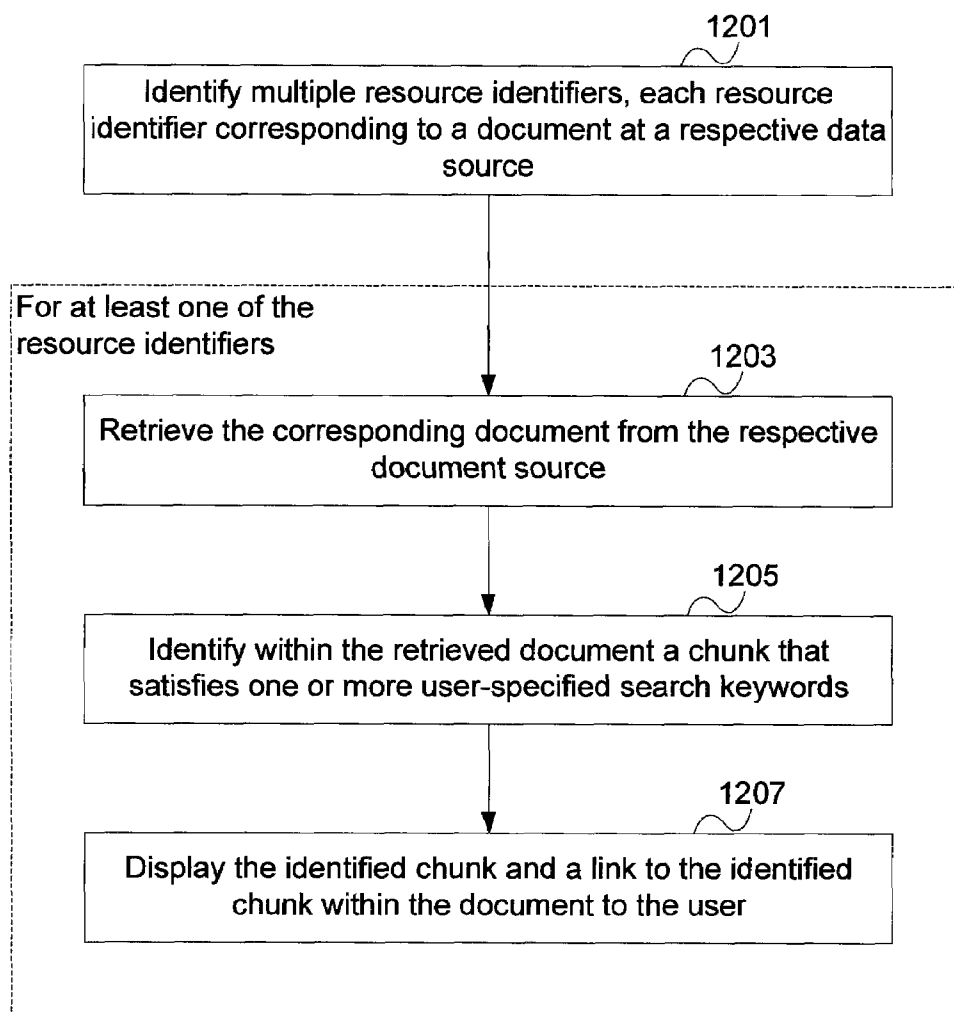 1201
Identify multiple resource identifiers, each resource
identifier corresponding to a document at a respective data
source
For at least one of the
resource identifiers
1203
Retrieve the corresponding document from the respective
document source
1205
Identify within the retrieved document a chunk that
satisfies one or more user-specified search keywords
1207
Display the identified chunk and a link to the identified
chunk within the document to the user